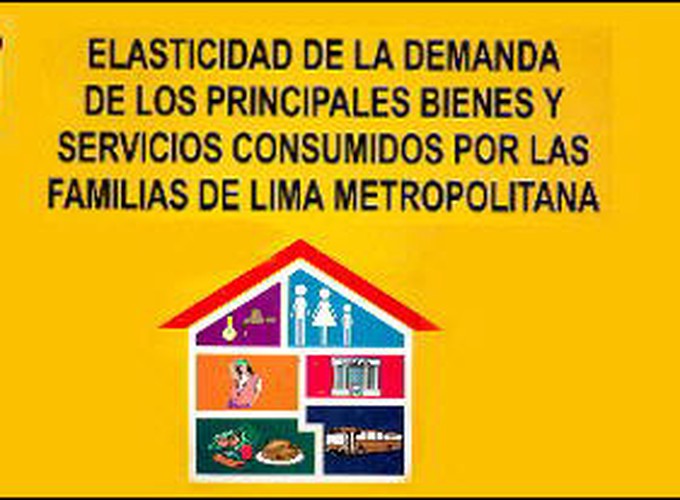 ELASTICIDAD DE LA DEMANDA
DE LOS PRINCIPALES BIENES Y
SERVICIOS CONSUMIDOS POR LAS
FAMILIAS DE LIMA METROPOLITANA